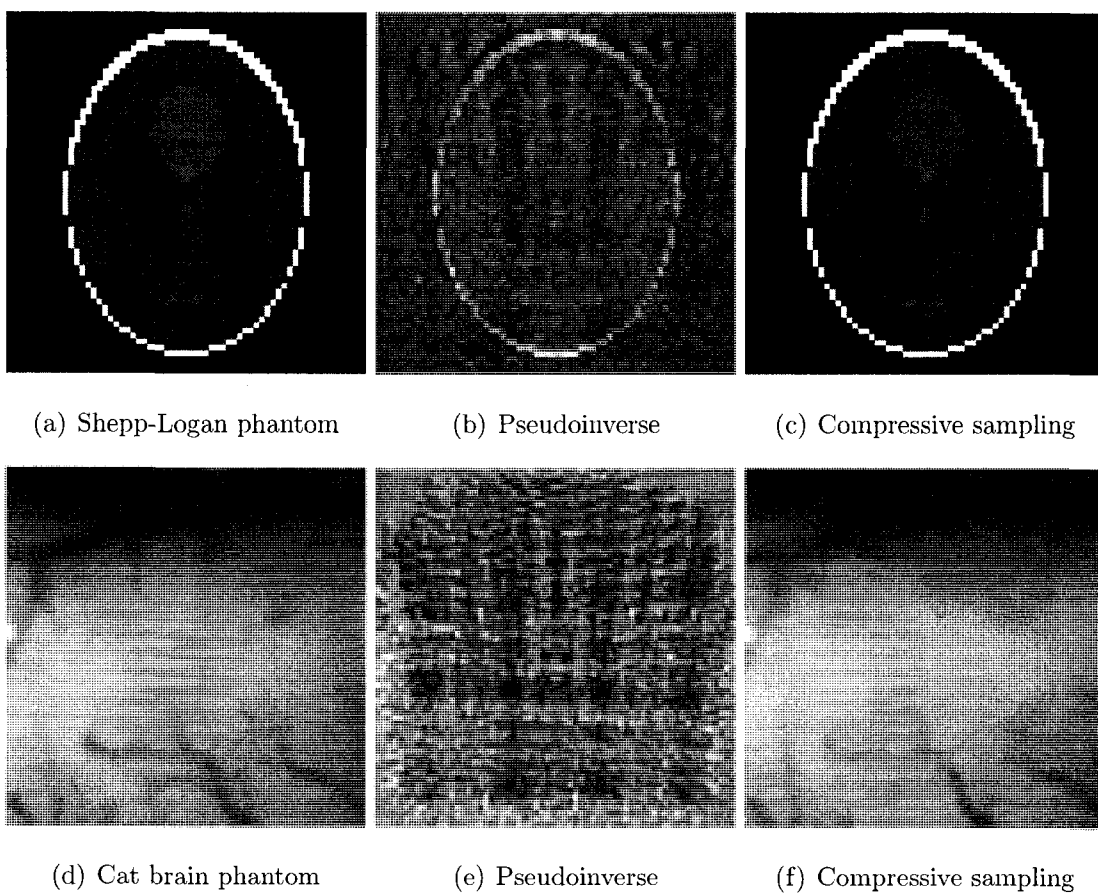 (a) Shepp-Logan phantom
(b) Pseudoinverse
(c) Compressive sampling
(d) Cat brain phantom
(e) Pseudoinverse
(f) Compressive sampling